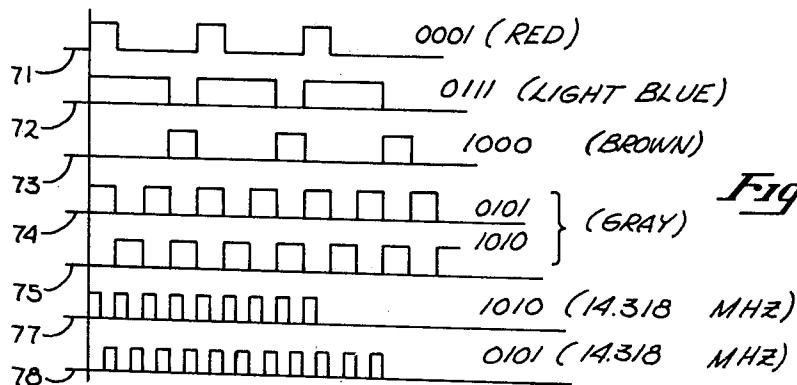 0001 (RED)
71
0111 (LIGHT BLUE)
72
1000 (BROWN)
73
0101
74
(GRAY)
Fig
1010
75
1010 (14.318 MHZ)
77
0101 (14.318 MHZ)
78